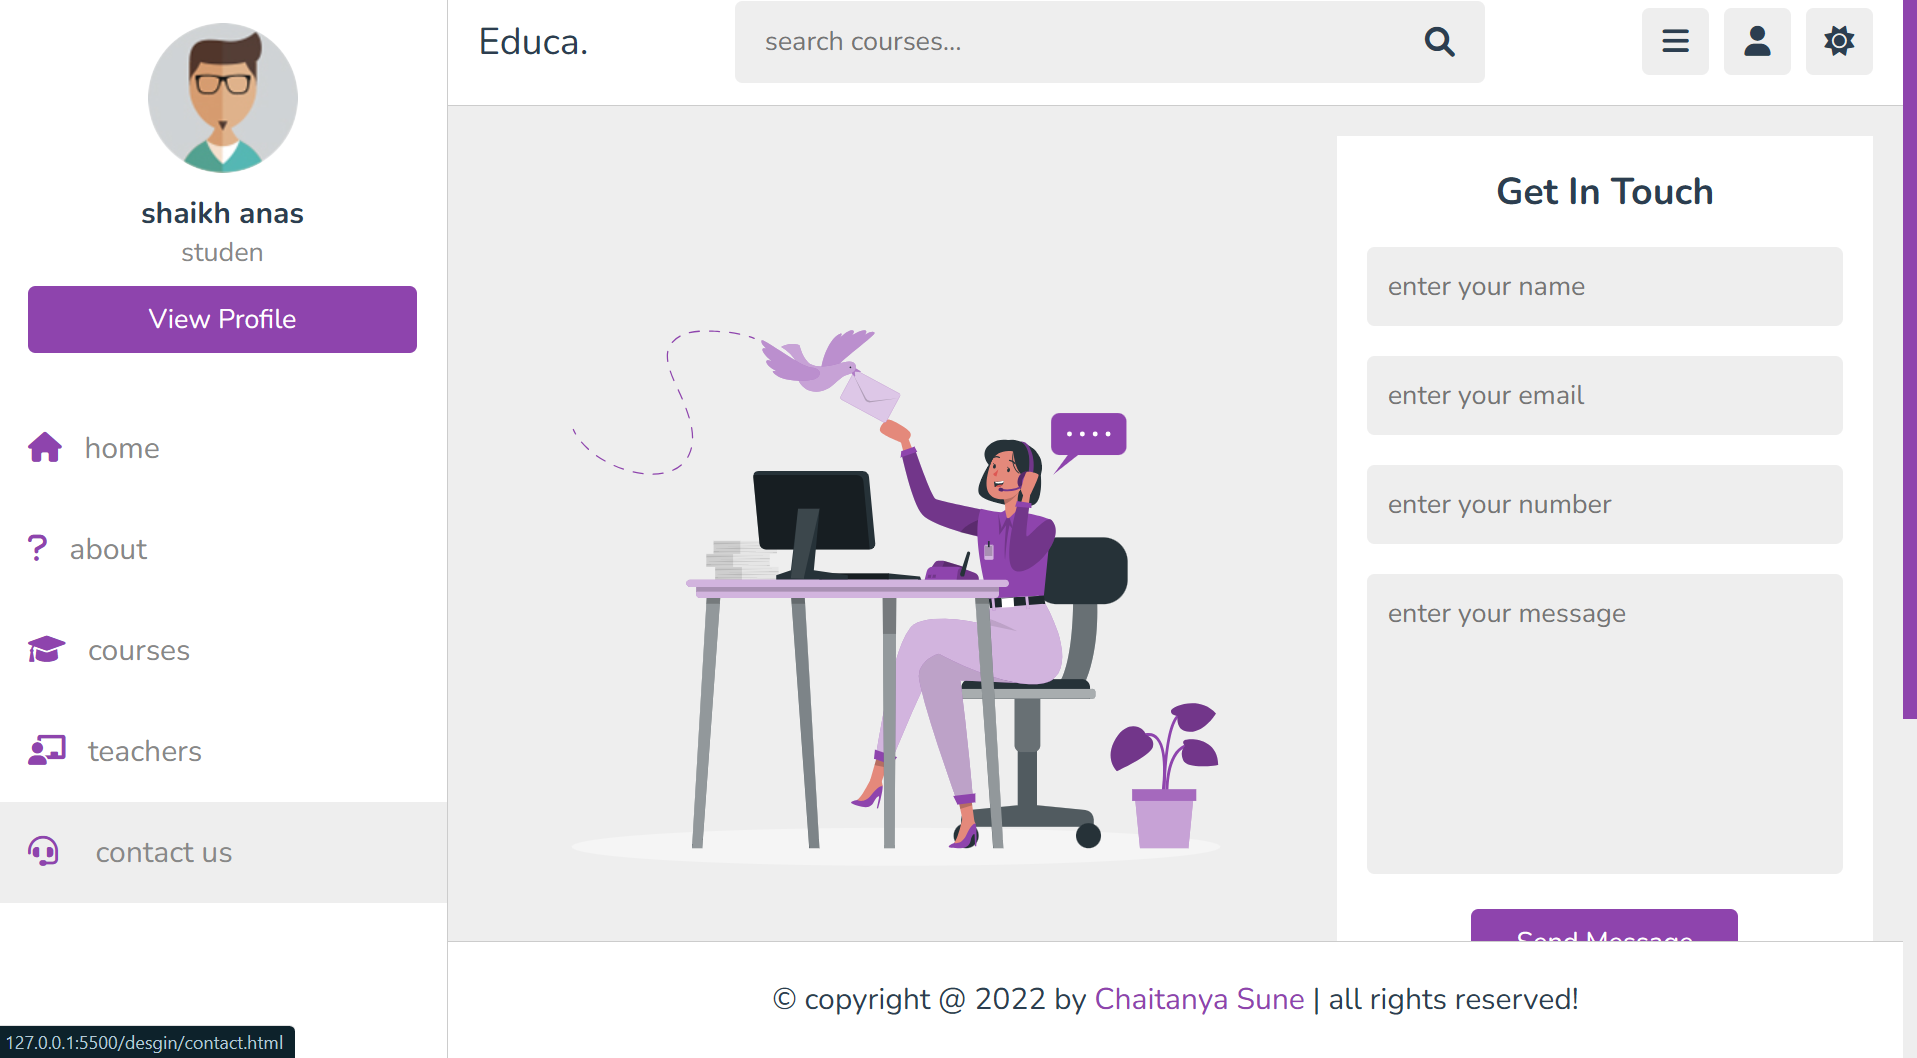 shaikh anas
studen
View Profile
home
about
courses
teachers
contact us
127.0.0.1:5500/desgin/contact.html
Educa.
search courses...
Get In Touch
enter your name
enter your email
enter your number
enter your message
Send Message
© copyright @ 2022 by Chaitanya Sune | all rights reserved!